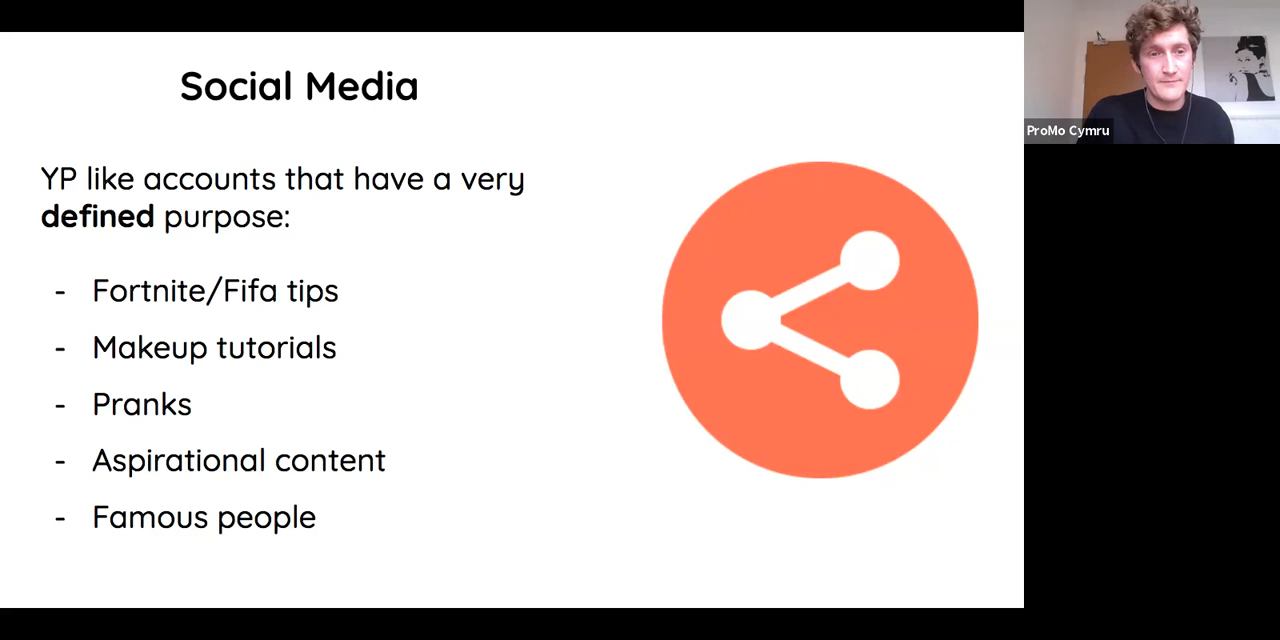 Social Media
YP like accounts that have a very
defined purpose:
- Fortnite/Fifa tips
- Makeup tutorials
- Pranks
- Aspirational content
- Famous people
ProMo Cymru